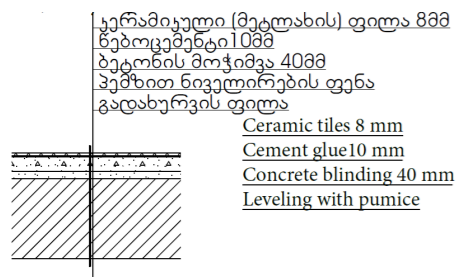 კერამიკული (მეტლახის) ფილა 8მმ
წებოცემენტი10მმ
ბეტონის მოჭიმვა 40მმ
პემზით ნიველირების ფენა
გადახურვის ფილა
Ceramic tiles 8 mm
Cement glue10 mm
Concrete blinding 40 mm
Leveling with pumice